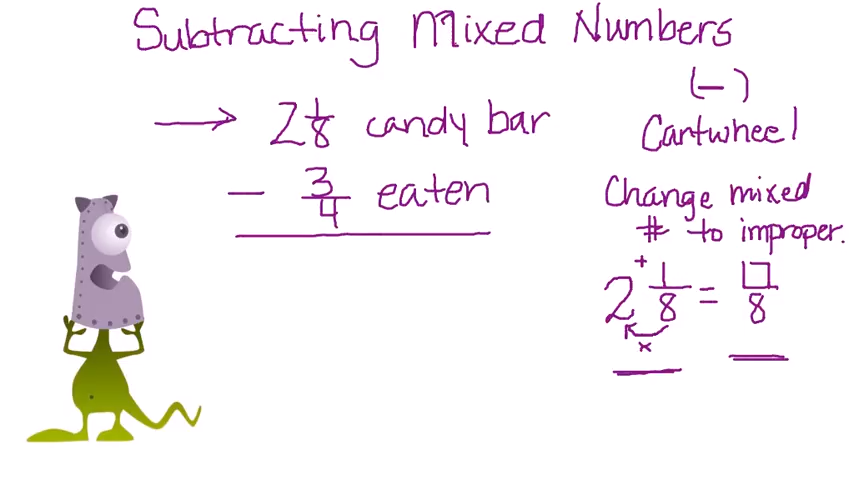 Subtracting Mixed Numbers
→ 2 1/8 candy bar
− 3/4 eaten
(−)
Cartwheel
Change mixed
# to improper.
2 + 1/8 = □/8
x